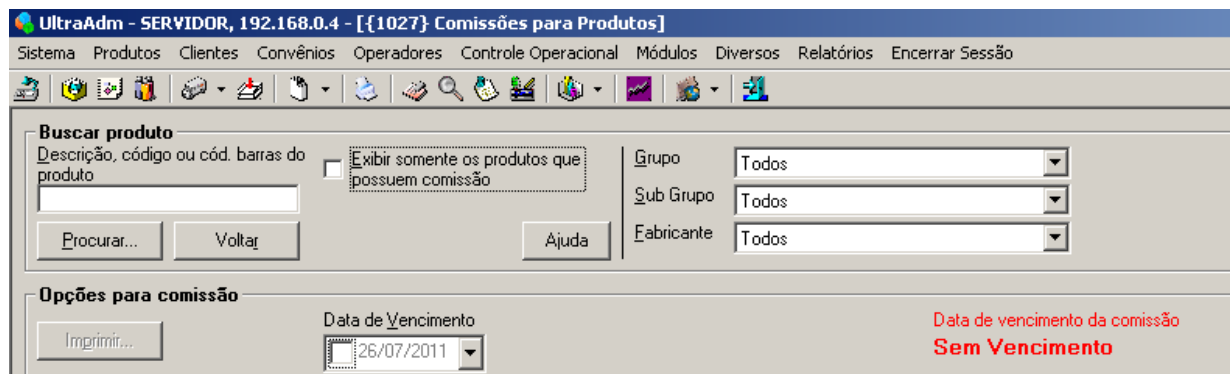 UltraAdm - SERVIDOR, 192.168.0.4 - [{1027} Comissões para Produtos]
Sistema Produtos Clientes Convênios Operadores Controle Operacional Módulos Diversos Relatórios Encerrar Sessão
Buscar produto
Descrição, código ou cód. barras do
produto
Exibir somente os produtos que
possuem comissão
Procurar... Voltar Ajuda
Grupo Todos
Sub Grupo Todos
Fabricante Todos
Opções para comissão
Imprimir...
Data de Vencimento
26/07/2011
Data de vencimento da comissão
Sem Vencimento